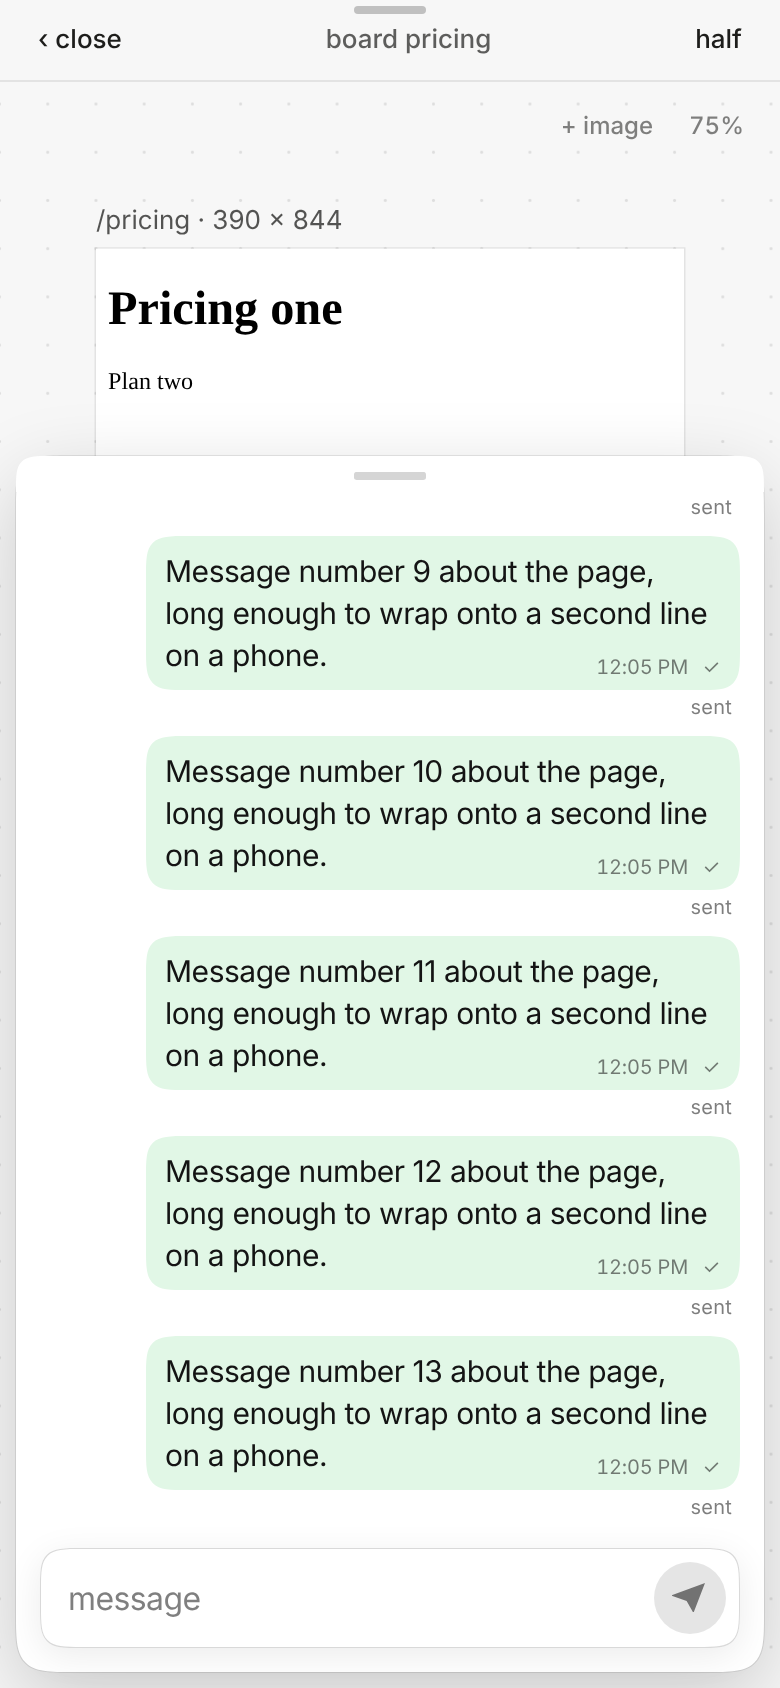 ‹ close board pricing half
+ image 75%
/pricing · 390 × 844
Pricing one
Plan two
sent
Message number 9 about the page,
long enough to wrap onto a second line
on a phone.
12:05 PM ✓
sent
Message number 10 about the page,
long enough to wrap onto a second line
on a phone.
12:05 PM ✓
sent
Message number 11 about the page,
long enough to wrap onto a second line
on a phone.
12:05 PM ✓
sent
Message number 12 about the page,
long enough to wrap onto a second line
on a phone.
12:05 PM ✓
sent
Message number 13 about the page,
long enough to wrap onto a second line
on a phone.
12:05 PM ✓
sent
message